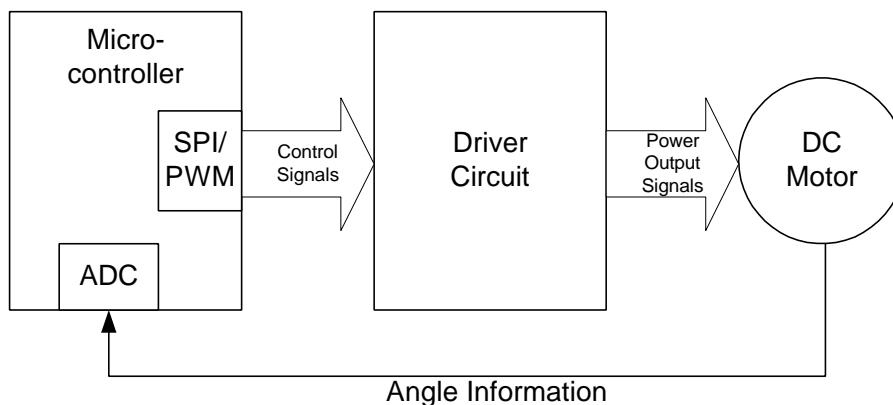 Micro-
controller
SPI/
PWM
ADC
Control
Signals
Driver
Circuit
Power
Output
Signals
DC
Motor
Angle Information